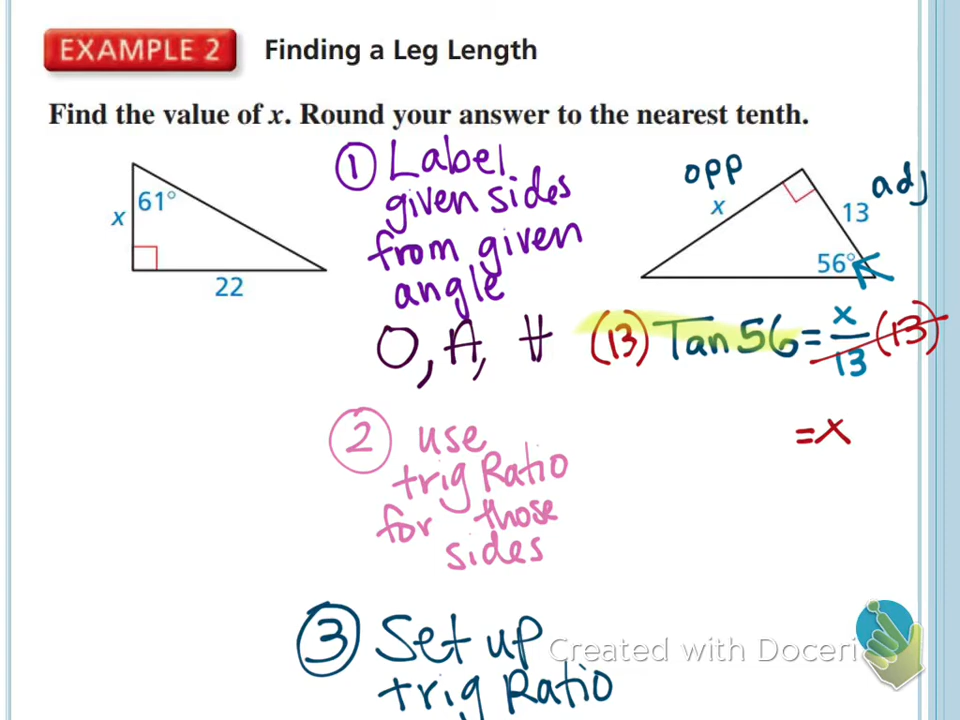 EXAMPLE 2 Finding a Leg Length
Find the value of x. Round your answer to the nearest tenth.
61°
x
22
① Label
given sides
from given
angle
O, A, H
② use
trig Ratio
for those
sides
③ Set up
trig Ratio
opp
adj
x
13
56°
(13) Tan 56 = x/13 (13)
= x
Created with Doceri